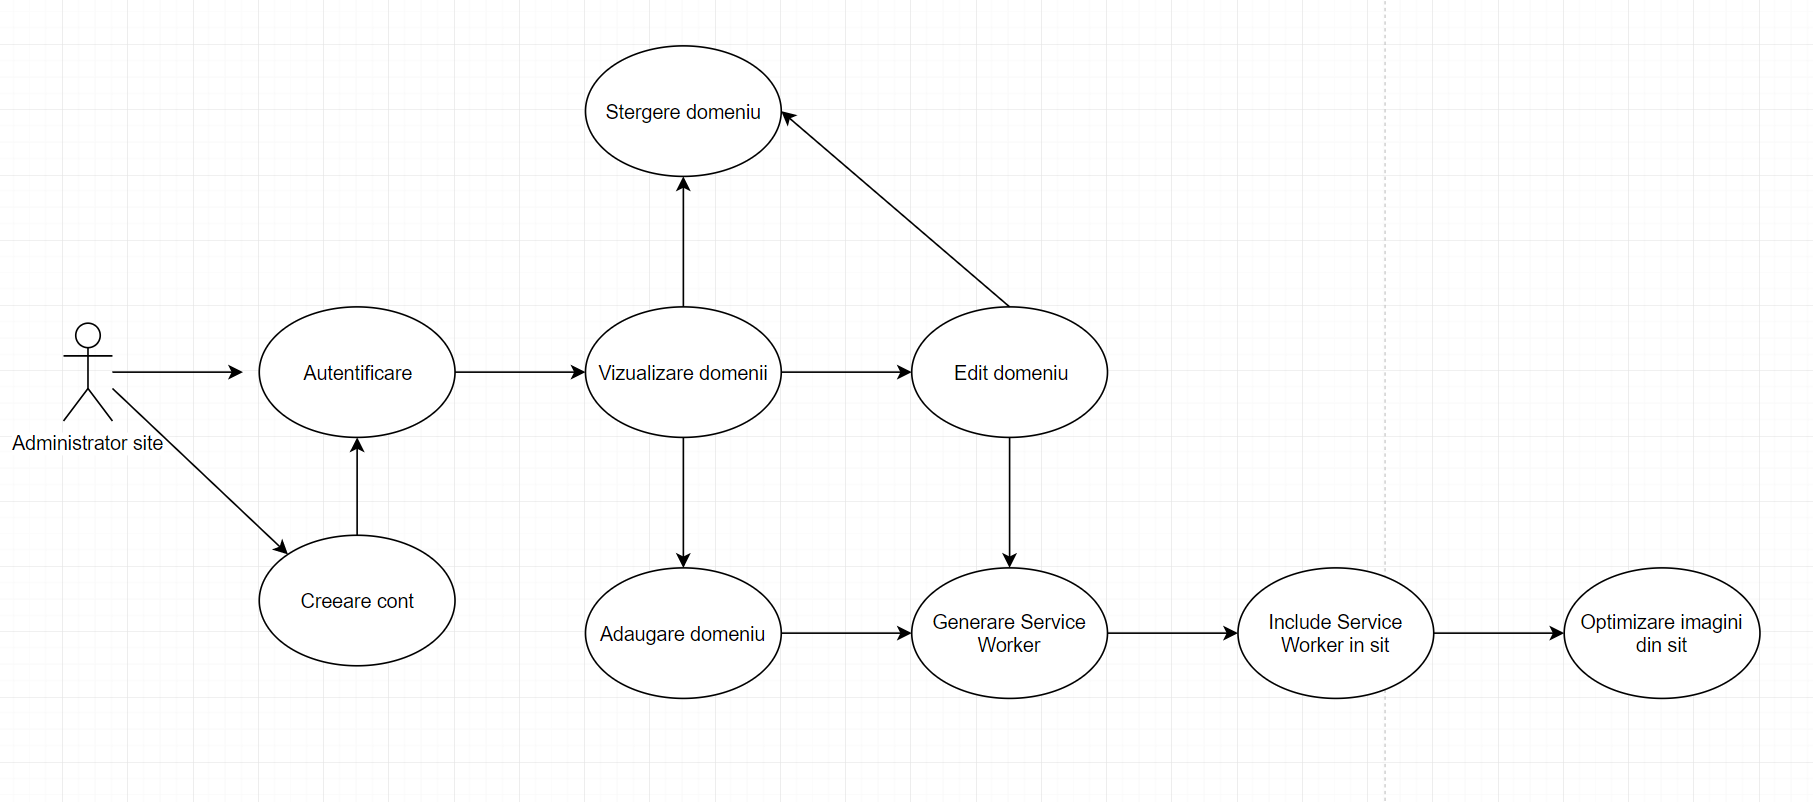 Stergere domeniu
Autentificare
Vizualizare domenii
Edit domeniu
Administrator site
Creeare cont
Adaugare domeniu
Generare Service
Worker
Include Service
Worker in sit
Optimizare imagini
din sit